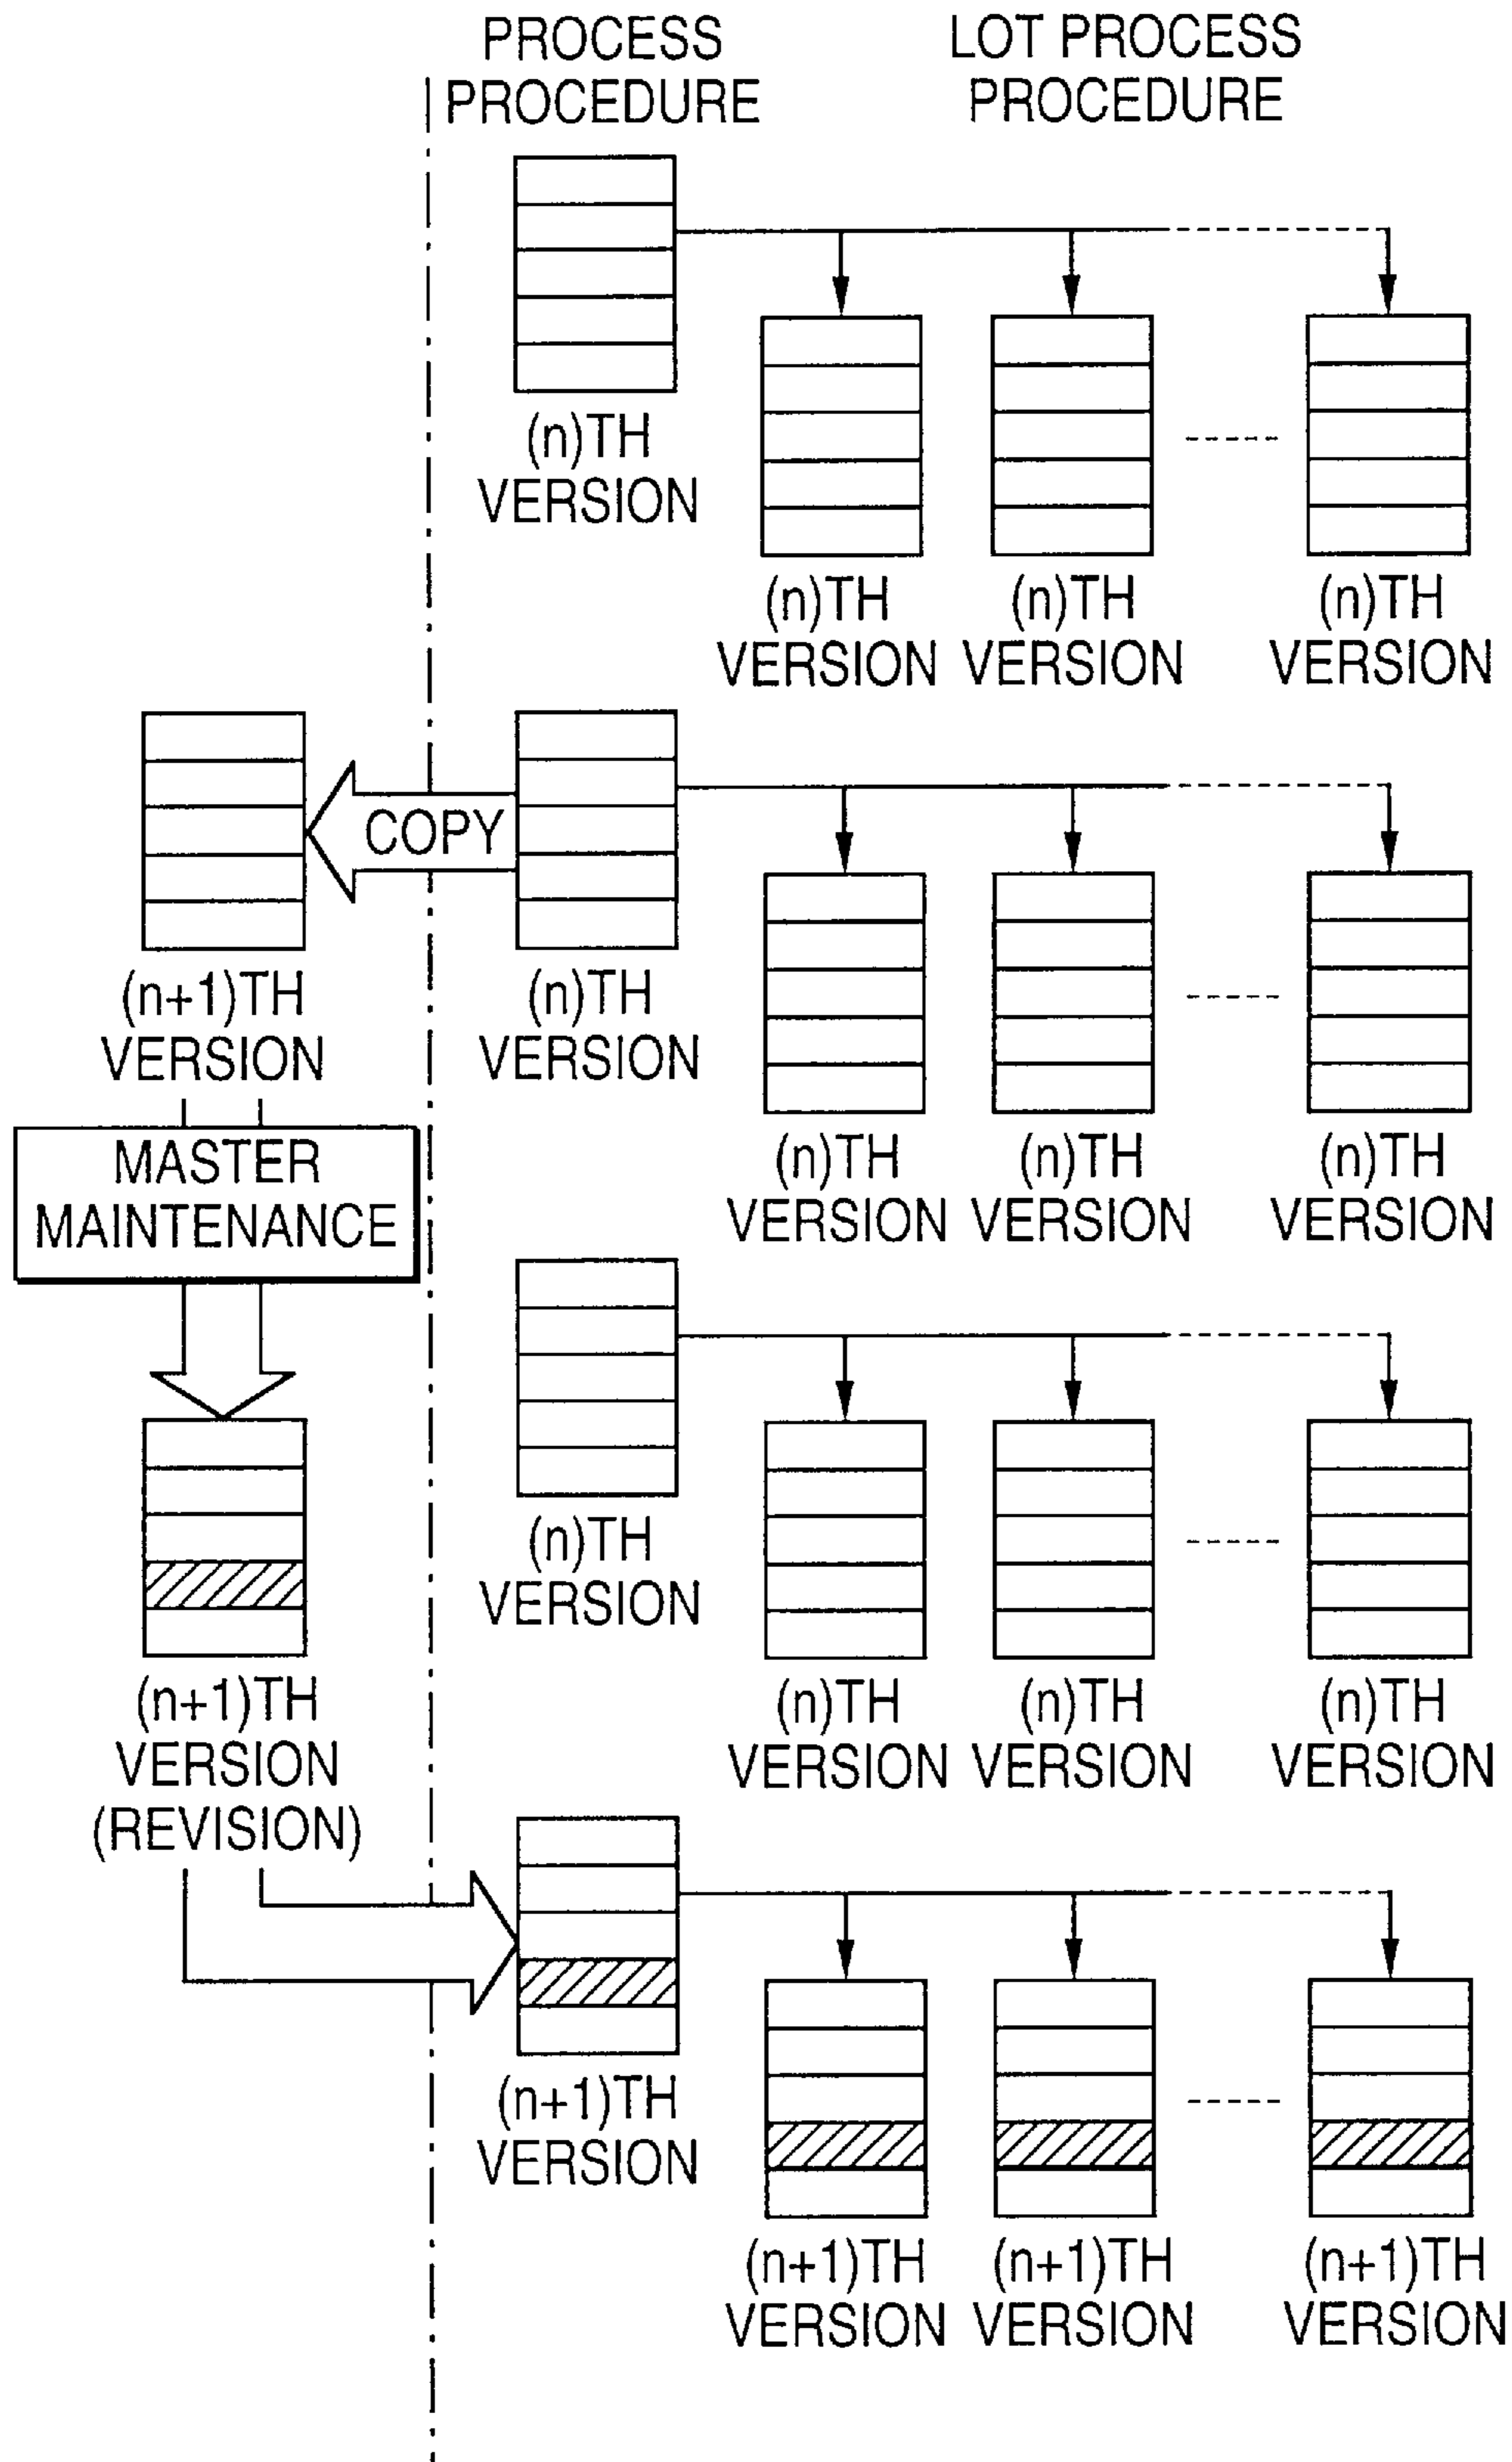 PROCESS
PROCEDURE
LOT PROCESS
PROCEDURE
(n)TH
VERSION
(n)TH
VERSION
(n)TH
VERSION
(n)TH
VERSION
COPY
(n+1)TH
VERSION
(n)TH
VERSION
(n)TH
VERSION
(n)TH
VERSION
(n)TH
VERSION
MASTER
MAINTENANCE
(n)TH
VERSION
(n+1)TH
VERSION
(REVISION)
(n)TH
VERSION
(n)TH
VERSION
(n)TH
VERSION
(n+1)TH
VERSION
(n+1)TH
VERSION
(n+1)TH
VERSION
(n+1)TH
VERSION